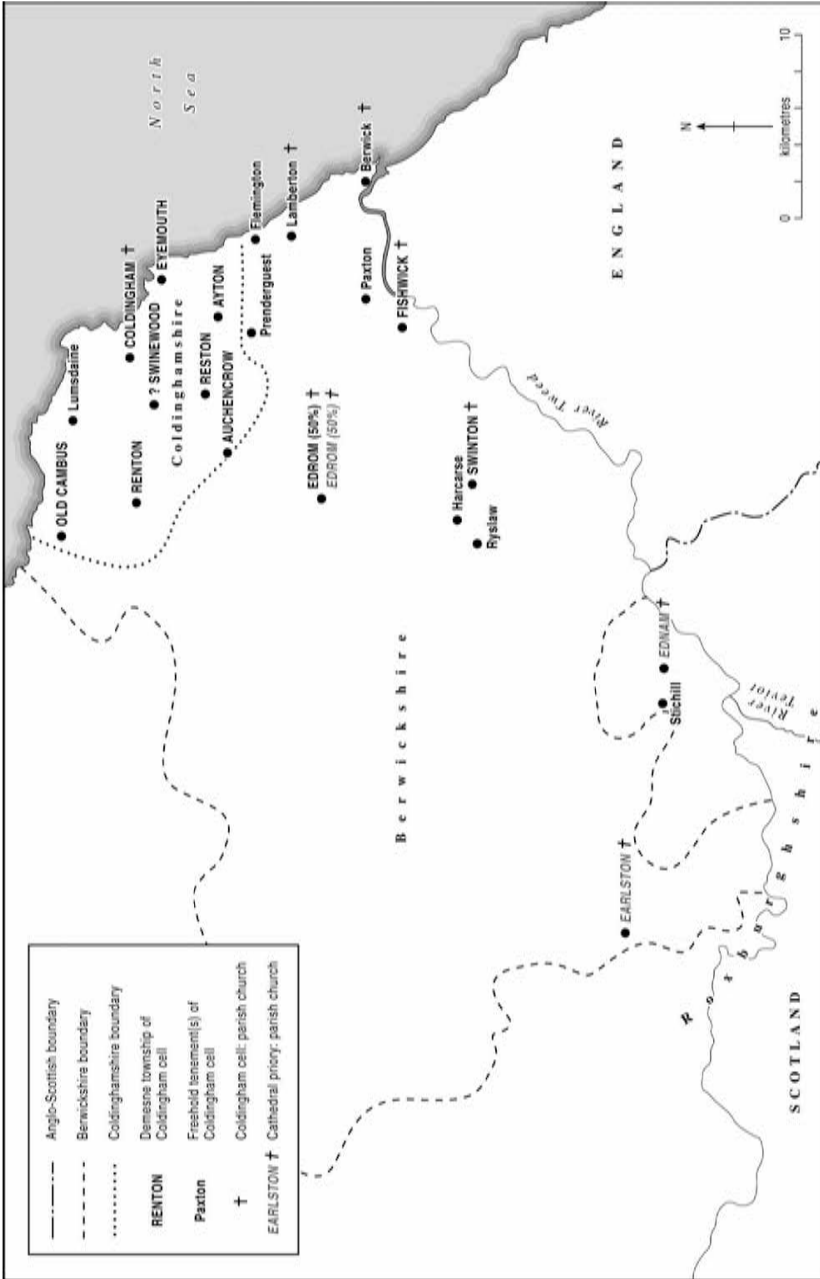 Anglo-Scottish boundary
Berwickshire boundary
Coldinghamshire boundary
RENTON
Demesne township of
Coldingham cell
Paxton
Freehold tenement(s) of
Coldingham cell
✝ Coldingham cell: parish church
EARLSTON ✝ Cathedral priory: parish church
North
Sea
OLD CAMBUS
Lumsdaine
COLDINGHAM ✝
RENTON
? SWINEWOOD
EYEMOUTH
Coldinghamshire
RESTON
AYTON
AUCHENCROW
Prenderguest
Flemington
Lamberton ✝
EDROM (50%) ✝
EDROM (50%) ✝
Berwick ✝
Paxton
FISHWICK ✝
Berwickshire
Harcarse
SWINTON ✝
Ryslaw
River Tweed
ENGLAND
EARLSTON ✝
Stichill
EDNAM ✝
River
Teviot
Roxburghshire
SCOTLAND
N
0
10
kilometres